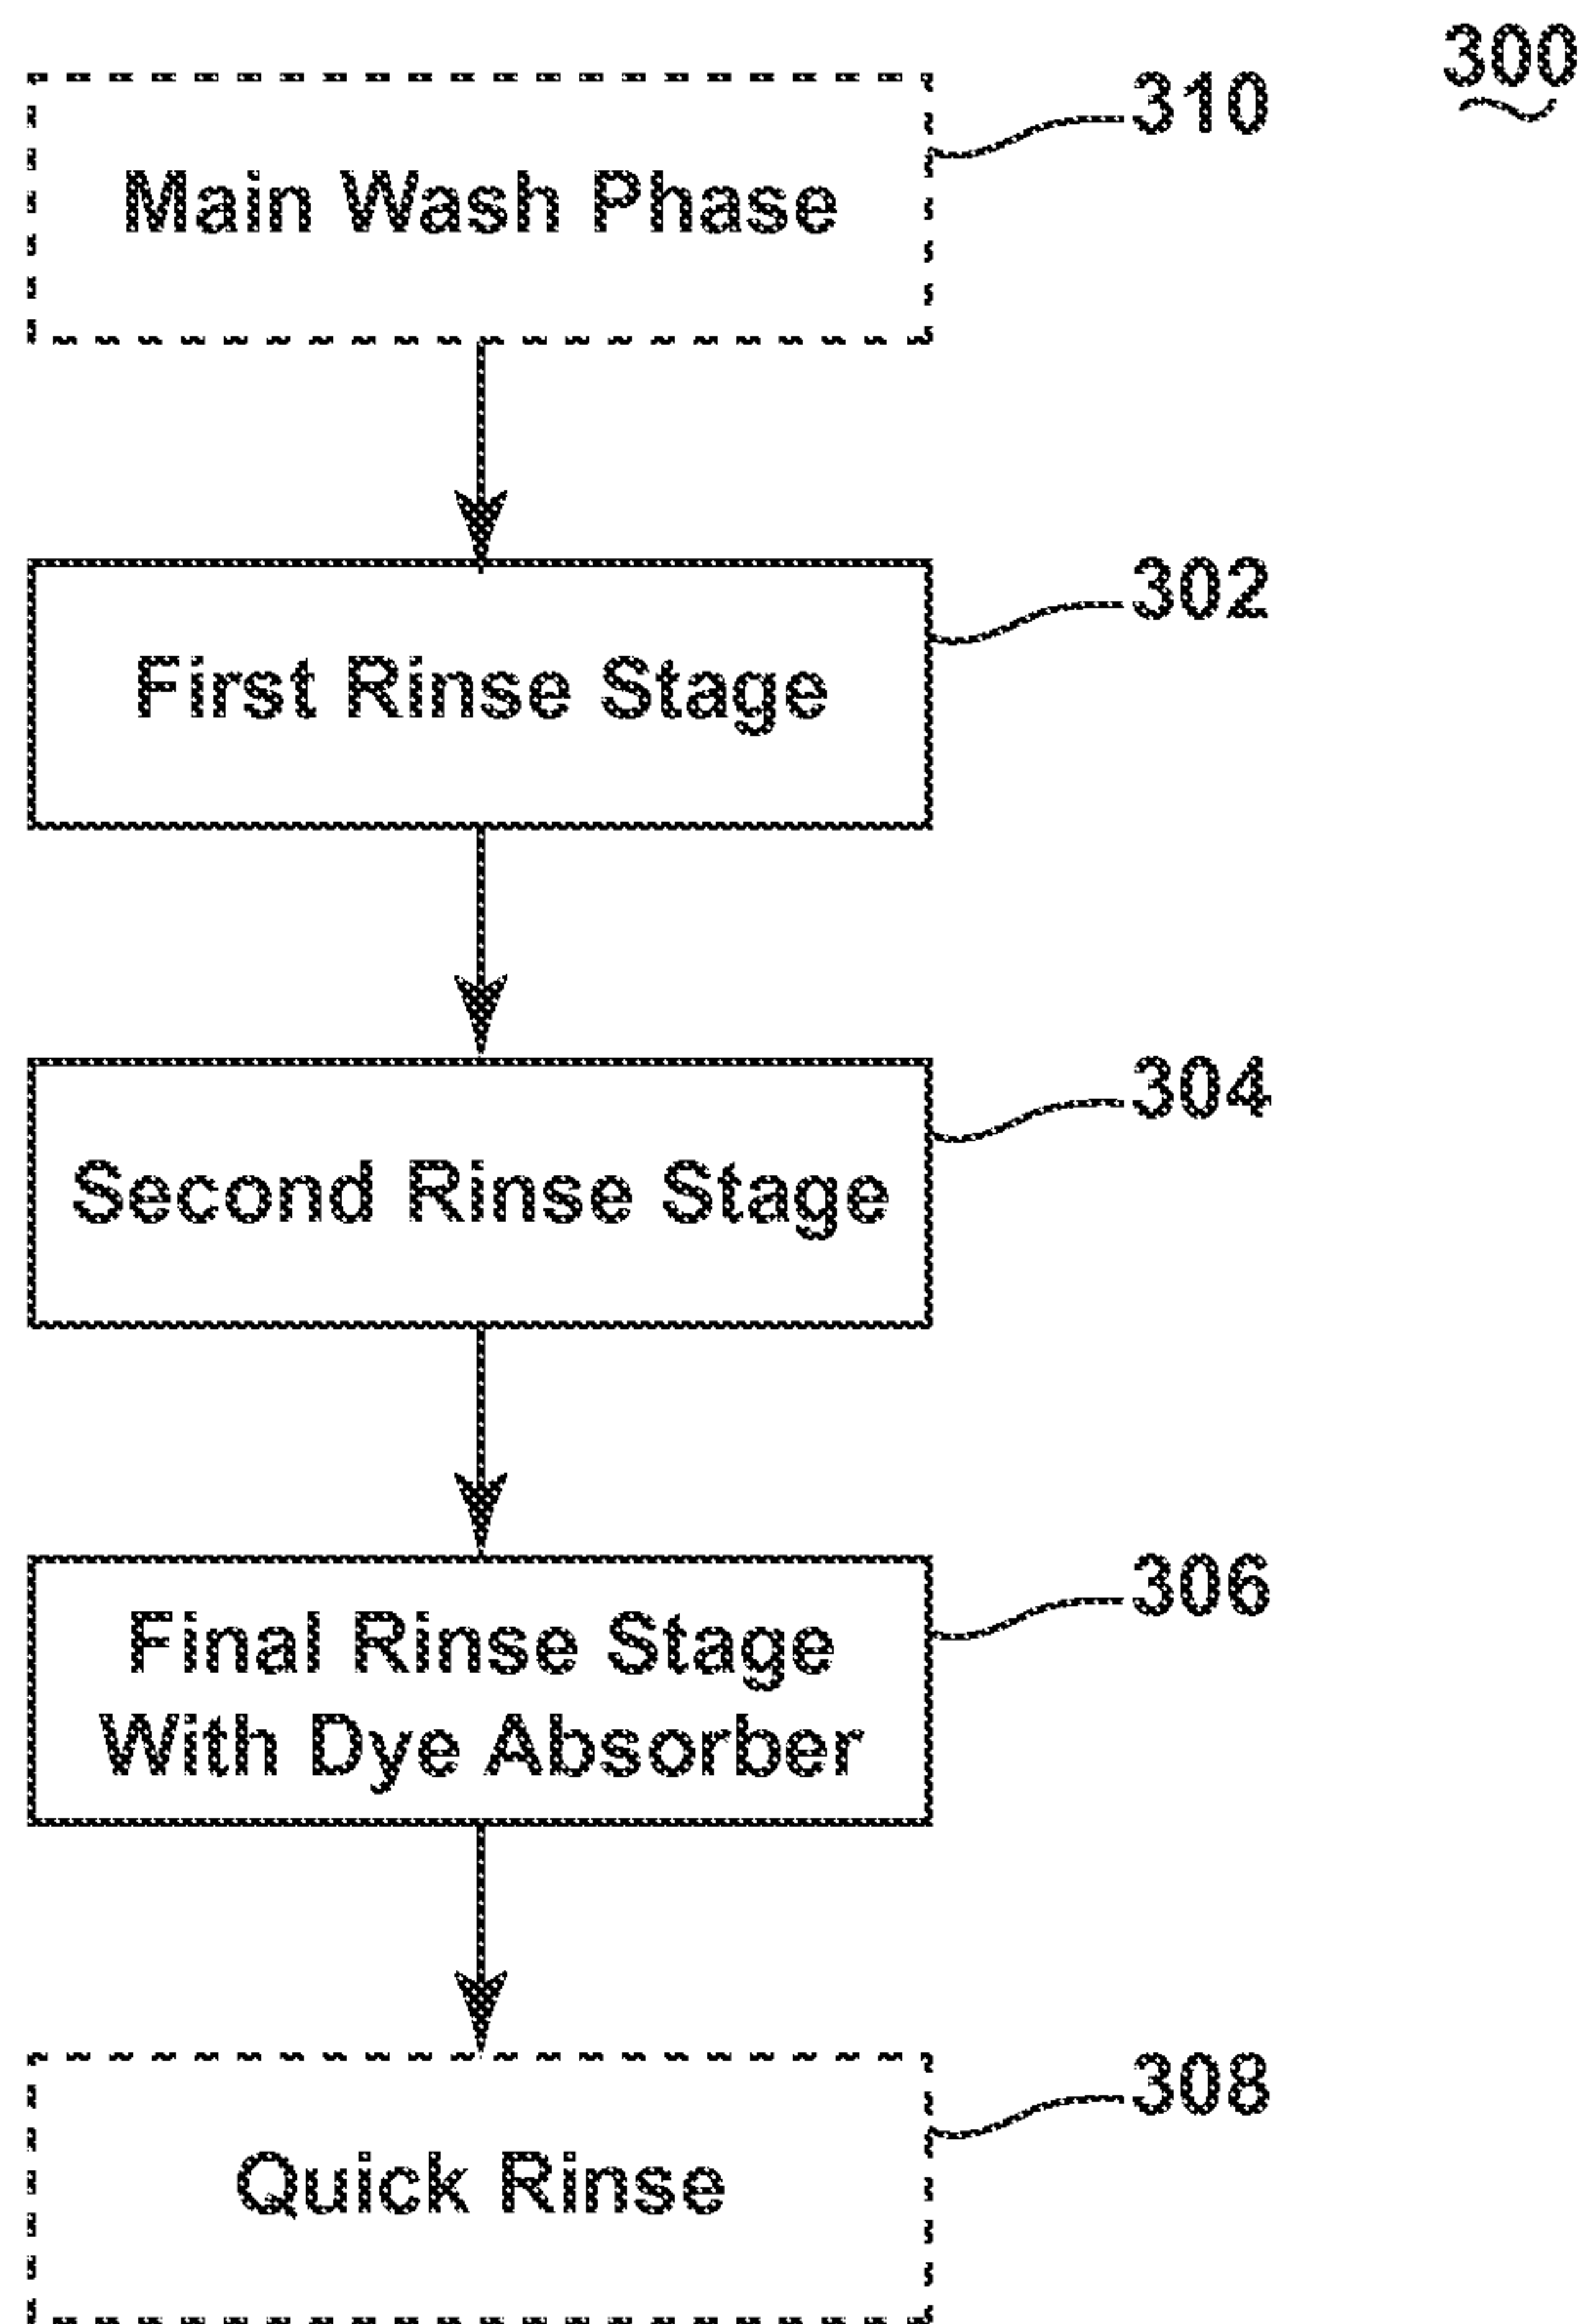 300
310
Main Wash Phase
302
First Rinse Stage
304
Second Rinse Stage
306
Final Rinse Stage
With Dye Absorber
308
Quick Rinse